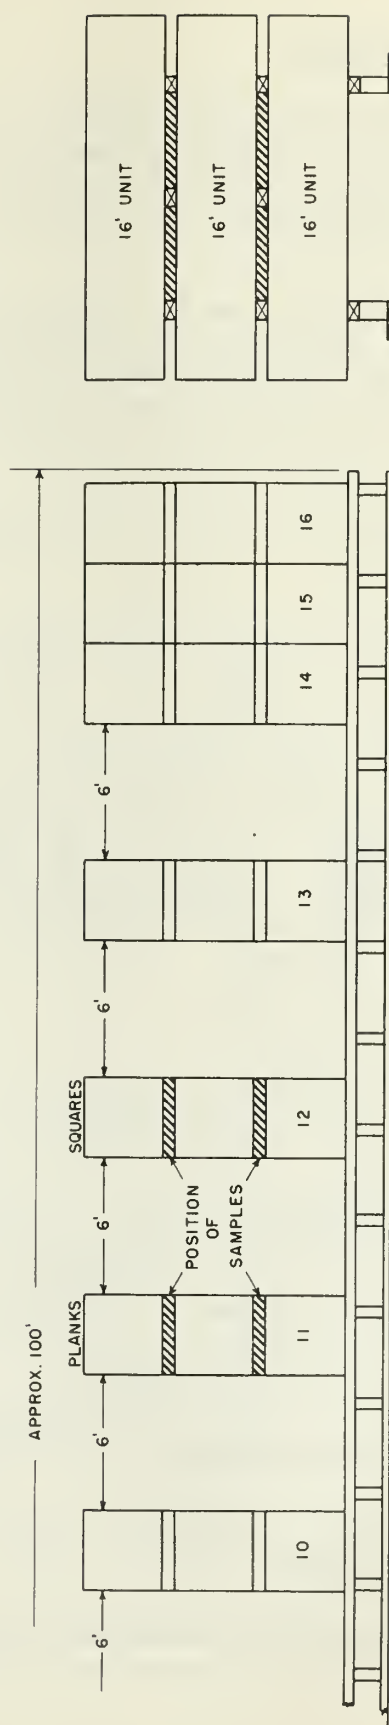 APPROX. 100'
6'
6'
6'
6'
6'
PLANKS
SQUARES
POSITION
OF
SAMPLES
10
11
12
13
14
15
16
16' UNIT
16' UNIT
16' UNIT